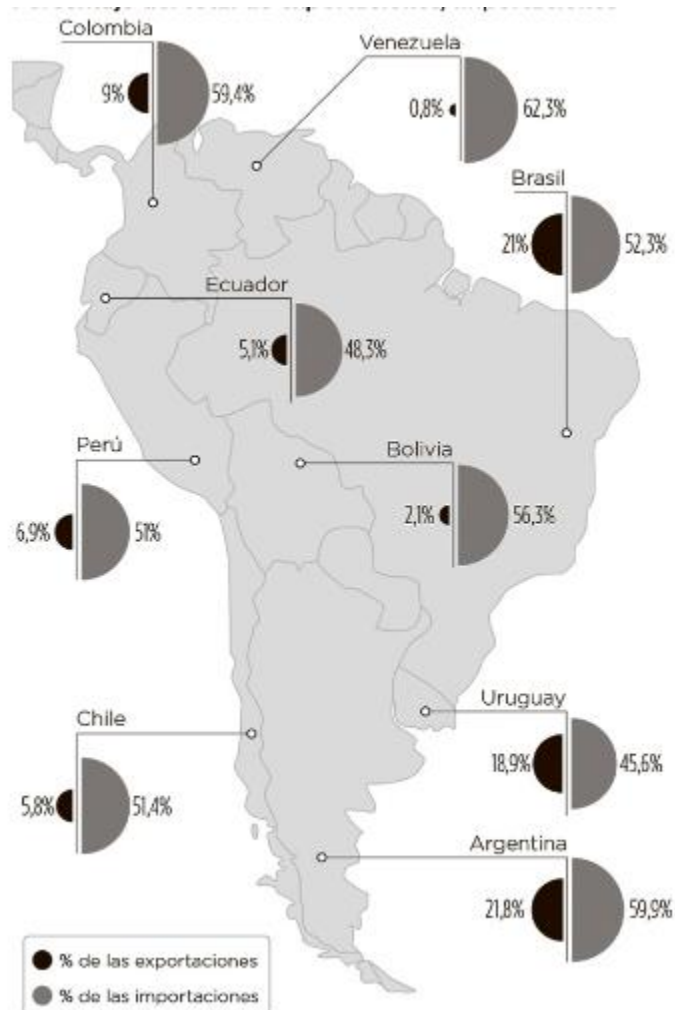 Colombia
9% 59,4%
Venezuela
0,8% 62,3%
Brasil
21% 52,3%
Ecuador
5,1% 48,3%
Perú
6,9% 51%
Bolivia
2,1% 56,3%
Uruguay
18,9% 45,6%
Chile
5,8% 51,4%
Argentina
21,8% 59,9%
% de las exportaciones
% de las importaciones